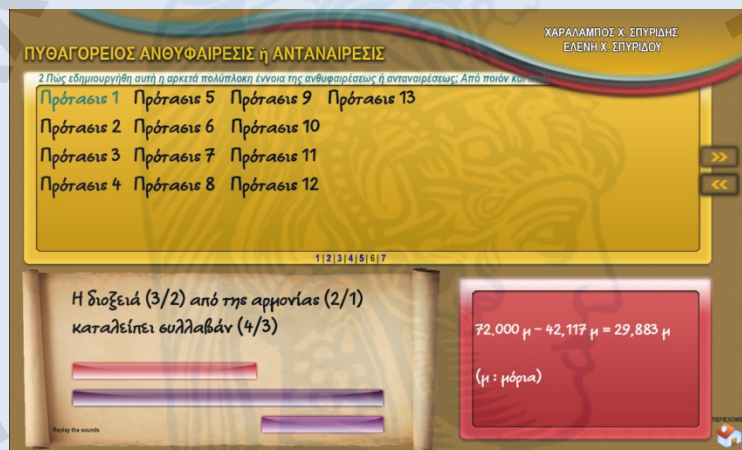 ΧΑΡΑΛΑΜΠΟΣ Χ. ΣΠΥΡΙΔΗΣ
ΕΛΕΝΗ Χ. ΣΠΥΡΙΔΟΥ
ΠΥΘΑΓΟΡΕΙΟΣ ΑΝΘΥΦΑΙΡΕΣΙΣ ή ΑΝΤΑΝΑΙΡΕΣΙΣ
2 Πώς εδημιουργήθη αυτή η αρκετά πολύπλοκη έννοια της ανθυφαιρέσεως ή ανταναιρέσεως; Από ποιόν και
Πρότασις 1 Πρότασις 5 Πρότασις 9 Πρότασις 13
Πρότασις 2 Πρότασις 6 Πρότασις 10
Πρότασις 3 Πρότασις 7 Πρότασις 11
Πρότασις 4 Πρότασις 8 Πρότασις 12
>>
<<
1|2|3|4|5|6|7
Η διοξειά (3/2) από της αρμονίας (2/1)
καταλείπει συλλαβάν (4/3)
Replay the sounds
72,000 μ – 42,117 μ = 29,883 μ
(μ : μόρια)